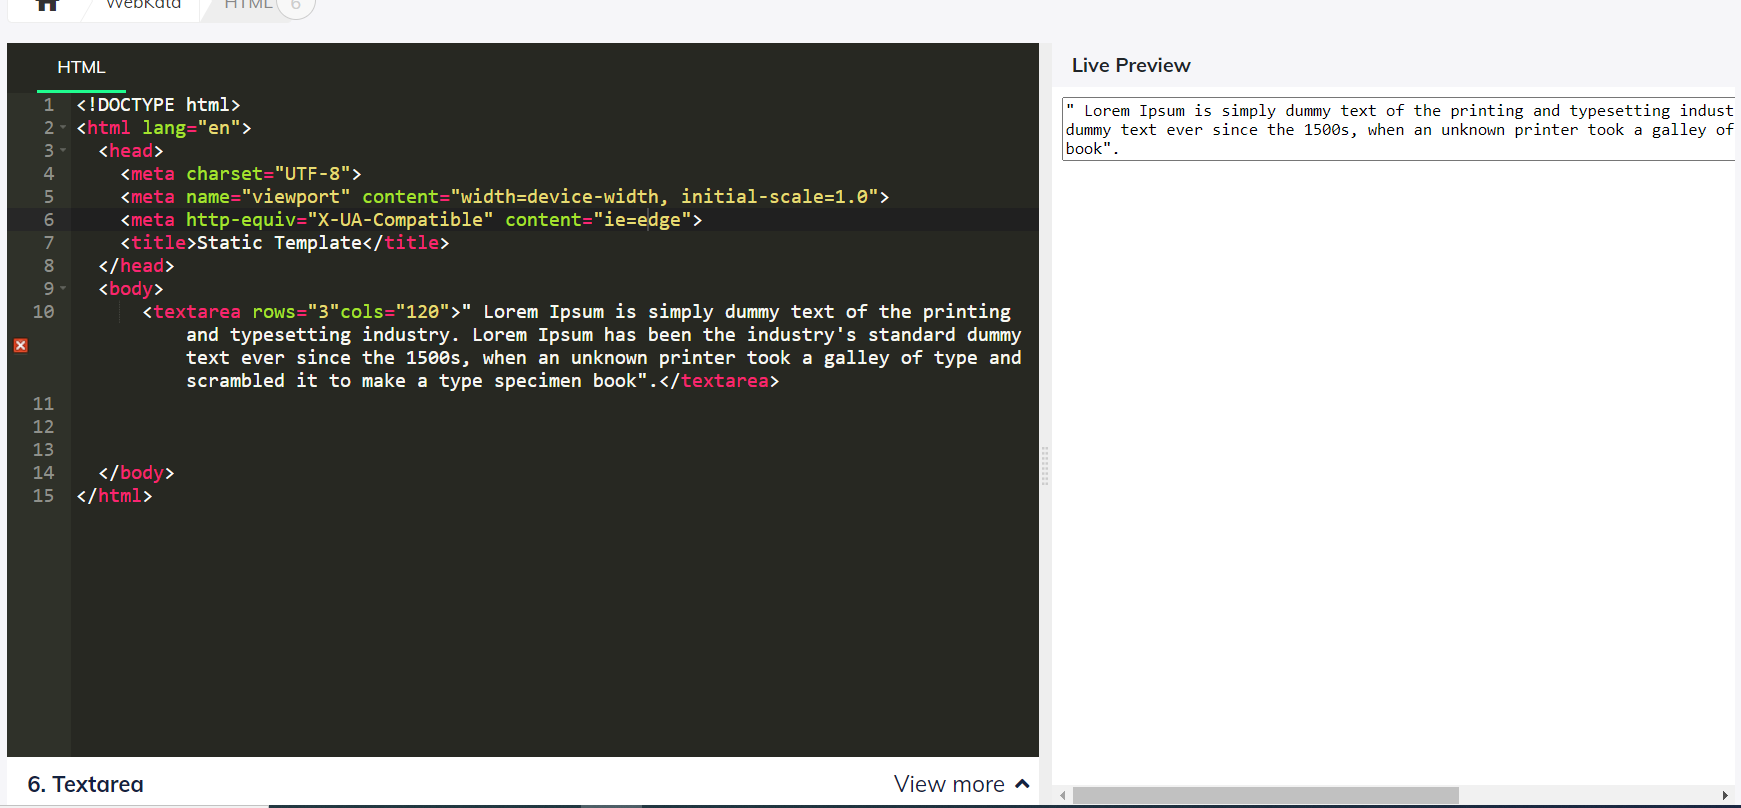 WebKata HTML 6
HTML
1 <!DOCTYPE html>
2 <html lang="en">
3 <head>
4 <meta charset="UTF-8">
5 <meta name="viewport" content="width=device-width, initial-scale=1.0">
6 <meta http-equiv="X-UA-Compatible" content="ie=edge">
7 <title>Static Template</title>
8 </head>
9 <body>
10 <textarea rows="3"cols="120">" Lorem Ipsum is simply dummy text of the printing
and typesetting industry. Lorem Ipsum has been the industry's standard dummy
text ever since the 1500s, when an unknown printer took a galley of type and
scrambled it to make a type specimen book".</textarea>
11
12
13
14 </body>
15 </html>
6. Textarea
View more
Live Preview
" Lorem Ipsum is simply dummy text of the printing and typesetting indust
dummy text ever since the 1500s, when an unknown printer took a galley of
book".